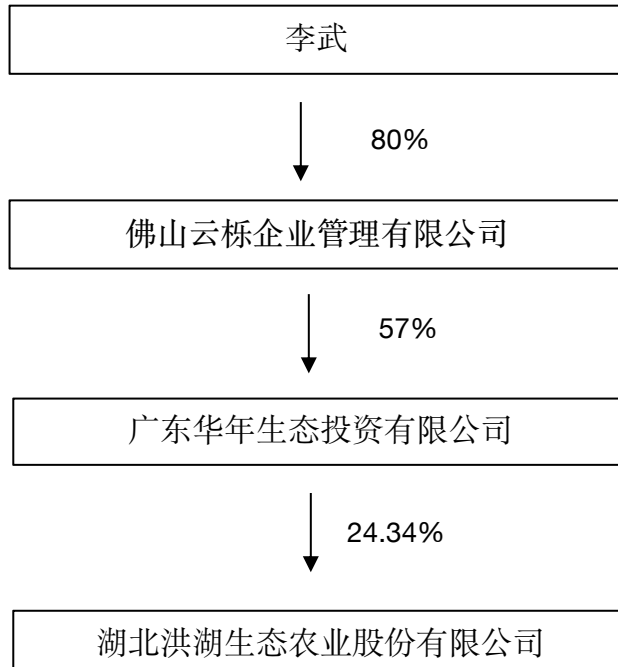 李武
80%
佛山云栎企业管理有限公司
57%
广东华年生态投资有限公司
24.34%
湖北洪湖生态农业股份有限公司